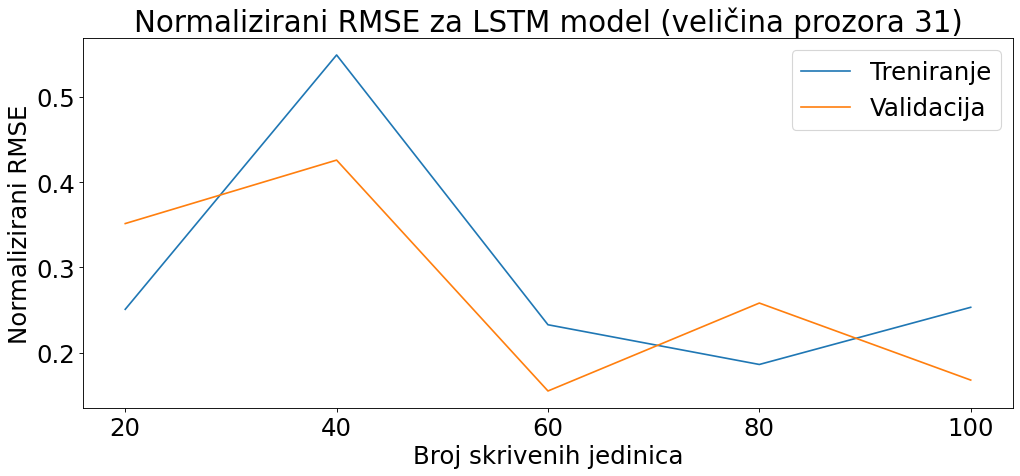 Normalizirani RMSE za LSTM model (veličina prozora 31)
Treniranje
Validacija
Normalizirani RMSE
0.5
0.4
0.3
0.2
20 40 60 80 100
Broj skrivenih jedinica